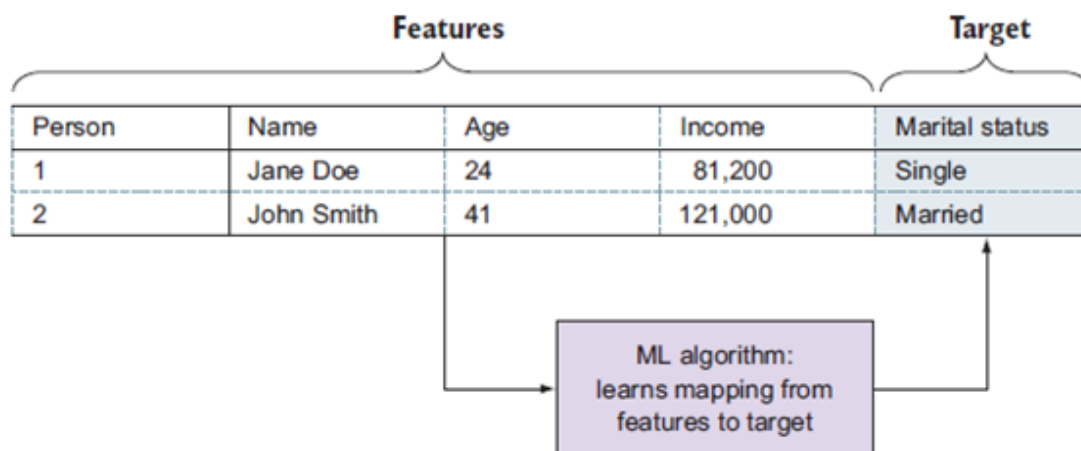 Features Target
Person Name Age Income Marital status
1 Jane Doe 24 81,200 Single
2 John Smith 41 121,000 Married
ML algorithm:
learns mapping from
features to target